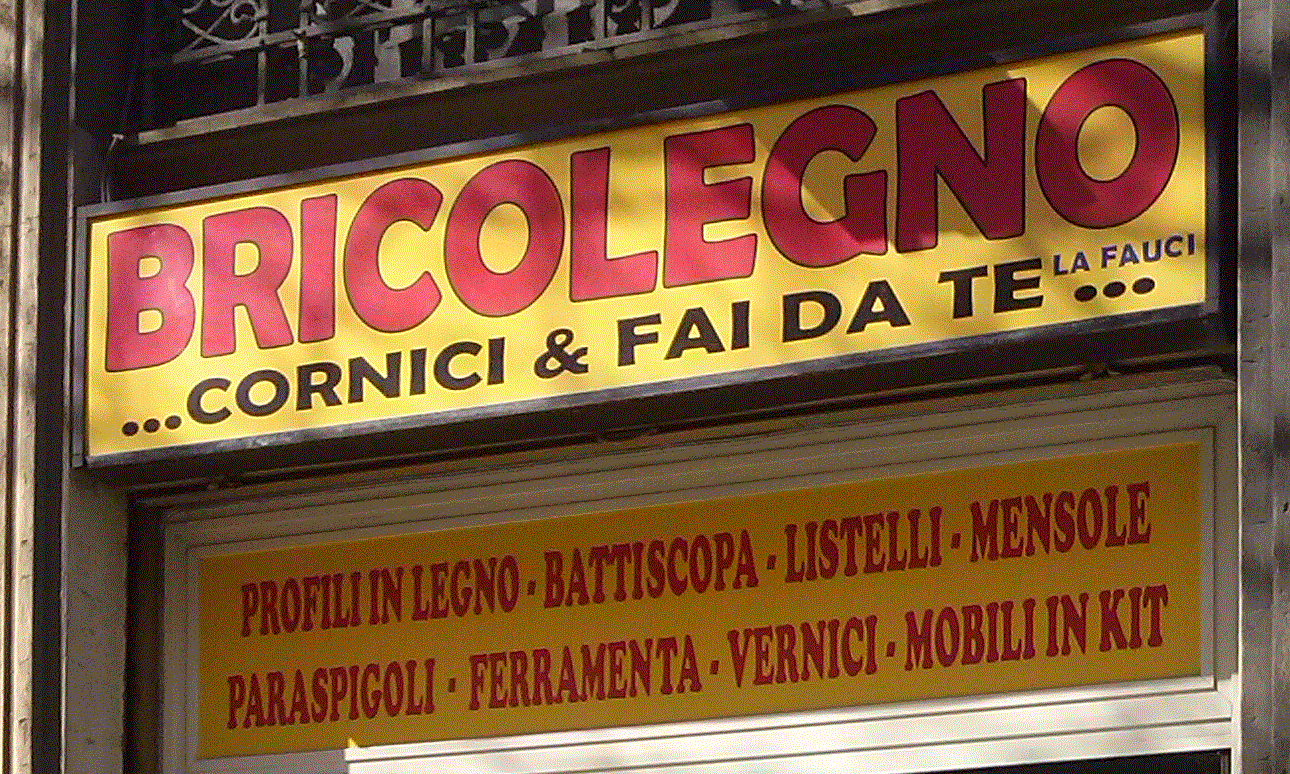 BRICOLEGNO
LA FAUCI
...CORNICI & FAI DA TE...
PROFILI IN LEGNO - BATTISCOPA - LISTELLI - MENSOLE
PARASPIGOLI - FERRAMENTA - VERNICI - MOBILI IN KIT